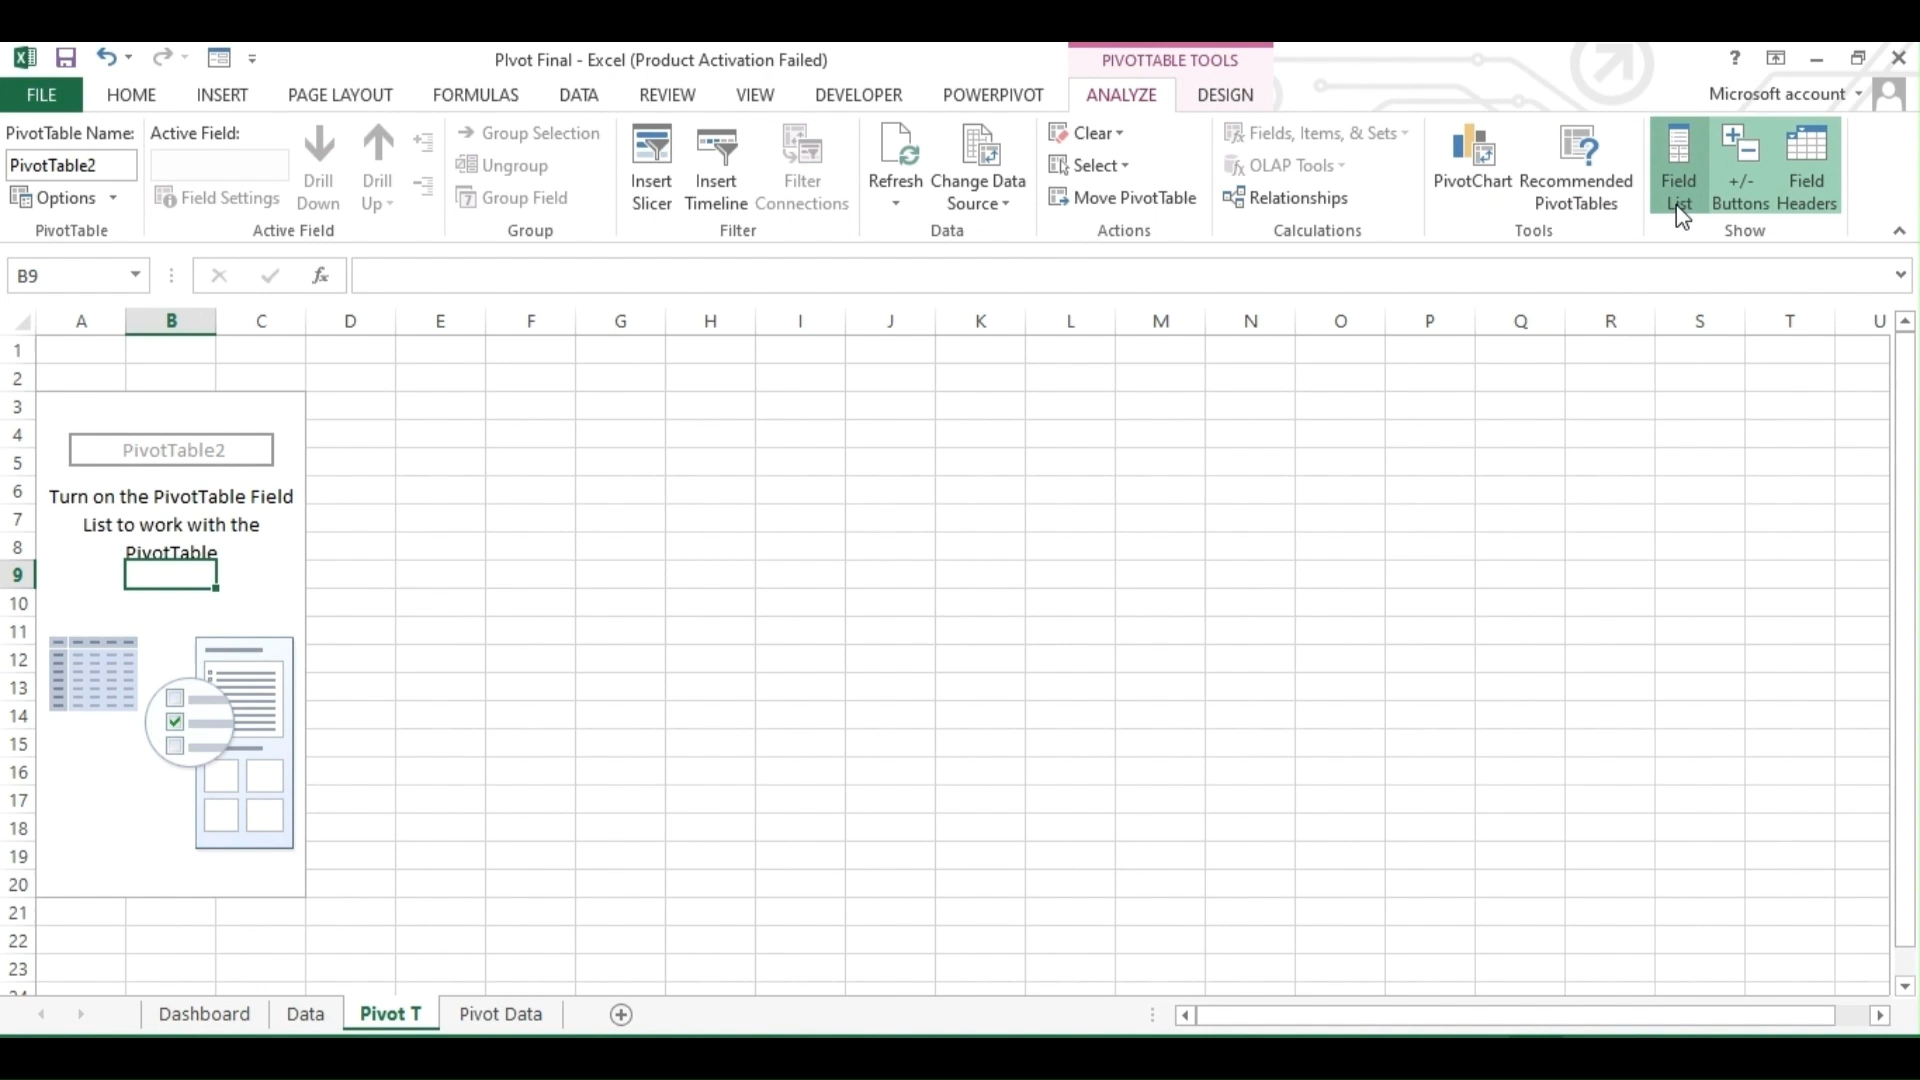 PIvot Final - Excel (Product Activation Failed)
PIVOTTABLE TOOLS
?
FILE HOME INSERT PAGE LAYOUT FORMULAS DATA REVIEW VIEW DEVELOPER POWERPIVOT ANALYZE DESIGN Microsoft account
PivotTable Name:
PivotTable2
Options
PivotTable
Active Field:
Field Settings
Drill
Down
Drill
Up
Active Field
Group Selection
Ungroup
Group Field
Group
Insert
Slicer
Insert
Timeline
Filter
Connections
Filter
Refresh
Change Data
Source
Data
Clear
Select
Move PivotTable
Actions
Fields, Items, & Sets
OLAP Tools
Relationships
Calculations
PivotChart
Recommended
PivotTables
Tools
Field
List
+/-
Buttons
Field
Headers
Show
B9
fx
A B C D E F G H I J K L M N O P Q R S T U
1
2
3
4
5
6
7
8
9
10
11
12
13
14
15
16
17
18
19
20
21
22
23
PivotTable2
Turn on the PivotTable Field
List to work with the
PivotTable
Dashboard Data Pivot T Pivot Data